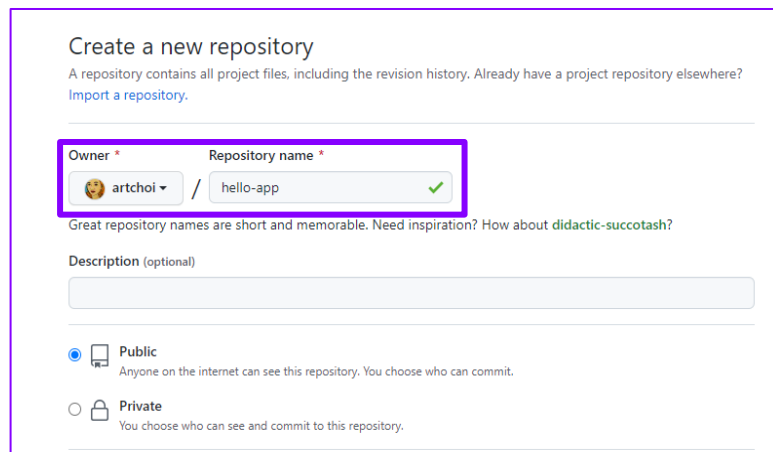 Create a new repository
A repository contains all project files, including the revision history. Already have a project repository elsewhere?
Import a repository.
Owner * Repository name *
artchoi / hello-app
Great repository names are short and memorable. Need inspiration? How about didactic-succotash?
Description (optional)
Public
Anyone on the internet can see this repository. You choose who can commit.
Private
You choose who can see and commit to this repository.